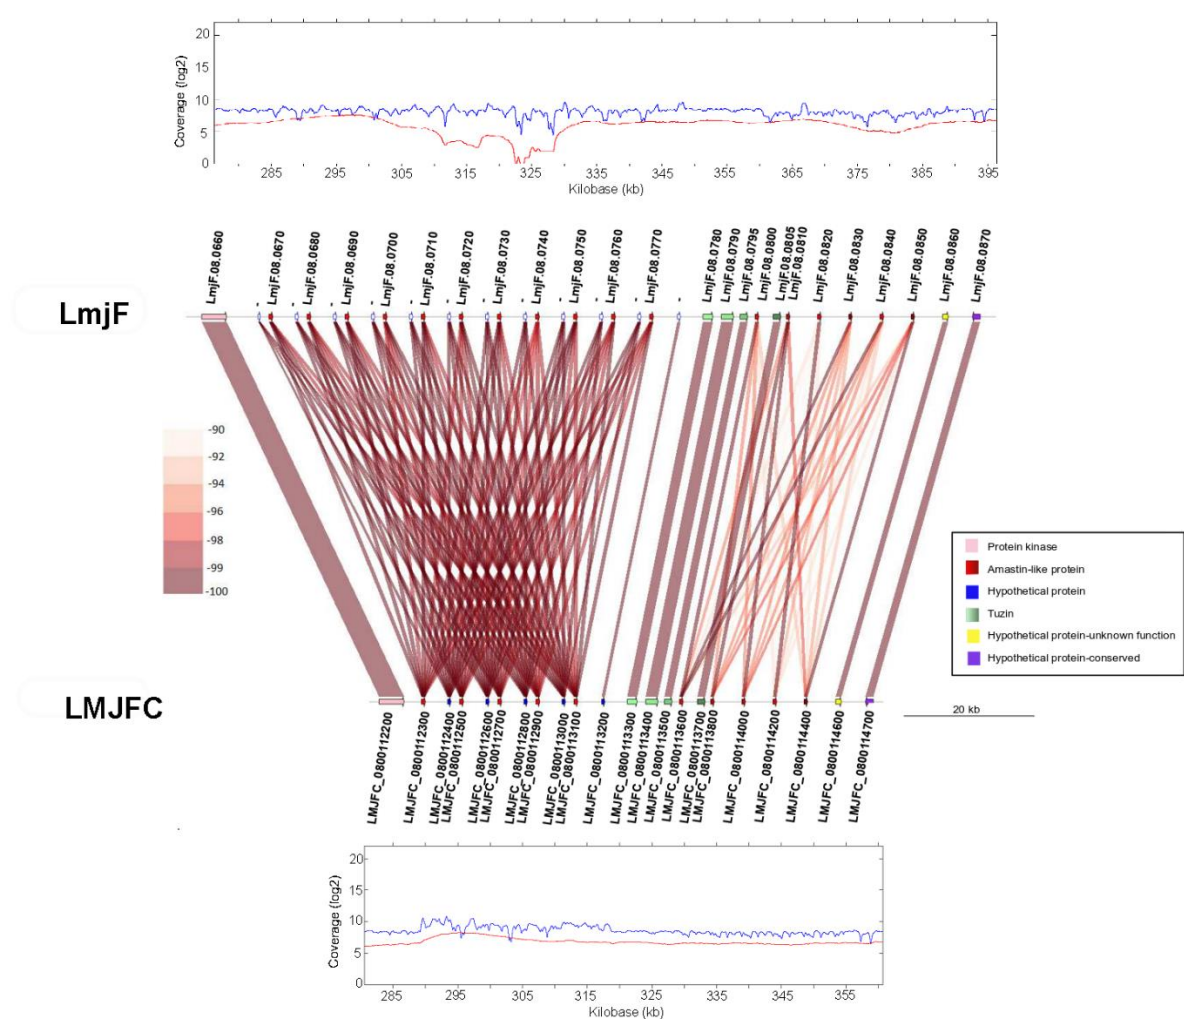 20
15
10
5
0
Coverage (log2)
285
295
305
315
325
335
345
355
365
375
385
395
Kilobase (kb)
LmjF.08.0660
-
LmjF.08.0670
-
LmjF.08.0680
-
LmjF.08.0690
-
LmjF.08.0700
-
LmjF.08.0710
-
LmjF.08.0720
-
LmjF.08.0730
-
LmjF.08.0740
-
LmjF.08.0750
-
LmjF.08.0760
-
LmjF.08.0770
-
LmjF.08.0780
LmjF.08.0790
LmjF.08.0795
LmjF.08.0800
LmjF.08.0805
LmjF.08.0810
LmjF.08.0820
LmjF.08.0830
LmjF.08.0840
LmjF.08.0850
LmjF.08.0860
LmjF.08.0870
LmjF
-90
-92
-94
-96
-98
-99
-100
Protein kinase
Amastin-like protein
Hypothetical protein
Tuzin
Hypothetical protein-unknown function
Hypothetical protein-conserved
LMJFC
20 kb
LMJFC_0800112200
LMJFC_0800112300
LMJFC_0800112400
LMJFC_0800112500
LMJFC_0800112600
LMJFC_0800112700
LMJFC_0800112800
LMJFC_0800112900
LMJFC_0800113000
LMJFC_0800113100
LMJFC_0800113200
LMJFC_0800113300
LMJFC_0800113400
LMJFC_0800113500
LMJFC_0800113600
LMJFC_0800113700
LMJFC_0800113800
LMJFC_0800114000
LMJFC_0800114200
LMJFC_0800114400
LMJFC_0800114600
LMJFC_0800114700
20
15
10
5
0
Coverage (log2)
285
295
305
315
325
335
345
355
Kilobase (kb)